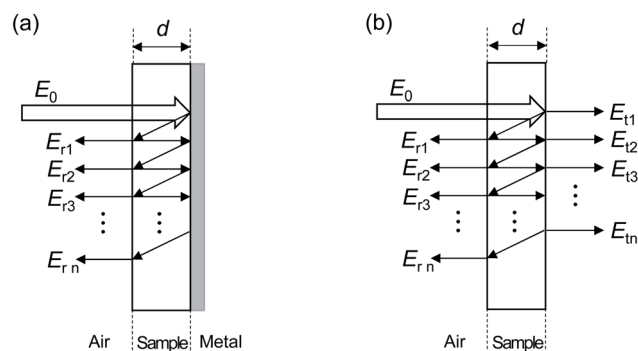 (a)
d
E0
Er1
Er2
Er3
Er n
Air Sample Metal
(b)
d
E0
Et1
Er1
Et2
Er2
Et3
Er3
Etn
Er n
Air Sample